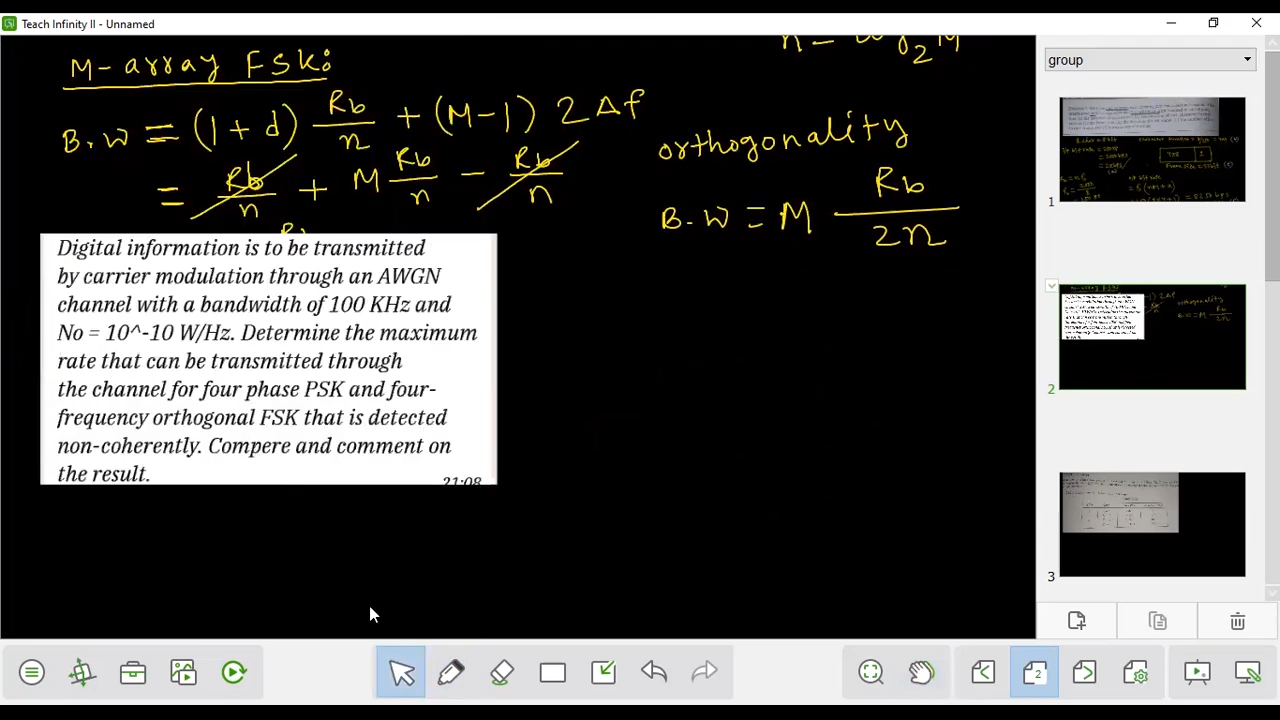 Teach Infinity II - Unnamed
M-array FSK:
B.W = (1 + d) Rb/n + (M-1) 2 Δf
= Rb/n + M Rb/n - Rb/n
orthogonality
B.W = M Rb/2n
Digital information is to be transmitted
by carrier modulation through an AWGN
channel with a bandwidth of 100 KHz and
No = 10^-10 W/Hz. Determine the maximum
rate that can be transmitted through
the channel for four phase PSK and four-
frequency orthogonal FSK that is detected
non-coherently. Compere and comment on
the result.
21:08
group
1
2
3
2